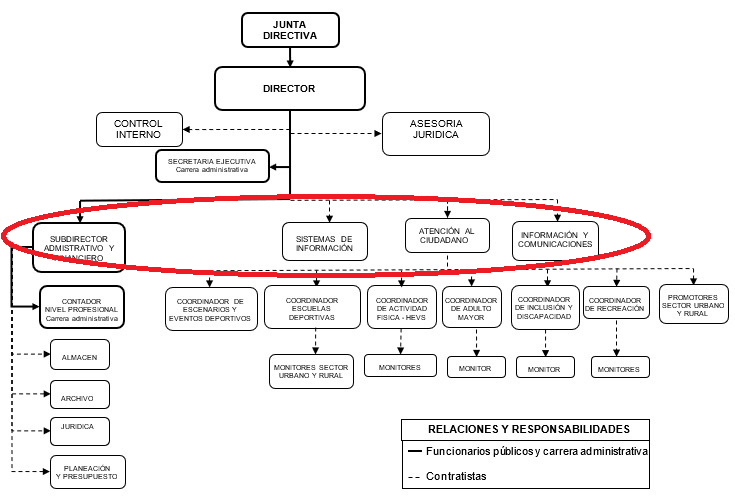 JUNTA
DIRECTIVA
DIRECTOR
CONTROL
INTERNO
ASESORIA
JURIDICA
SECRETARIA EJECUTIVA
Carrera administrativa
SUBDIRECTOR
ADMISTRATIVO Y
FINANCIERO
SISTEMAS DE
INFORMACIÓN
ATENCIÓN AL
CIUDADANO
INFORMACIÓN Y
COMUNICACIONES
CONTADOR
NIVEL PROFESIONAL
Carrera administrativa
COORDINADOR DE
ESCENARIOS Y
EVENTOS DEPORTIVOS
COORDINADOR
ESCUELAS
DEPORTIVAS
COORDINADOR
DE ACTIVIDAD
FISICA - HEVS
COORDINADOR
DE ADULTO
MAYOR
COORDINADOR
DE INCLUSIÓN Y
DISCAPACIDAD
COORDINADOR
DE RECREACIÓN
PROMOTORES
SECTOR URBANO
Y RURAL
MONITORES SECTOR
URBANO Y RURAL
MONITORES
MONITOR
MONITOR
MONITORES
ALMACEN
ARCHIVO
JURIDICA
PLANEACIÓN
Y PRESUPUESTO
RELACIONES Y RESPONSABILIDADES
Funcionarios públicos y carrera administrativa
Contratistas